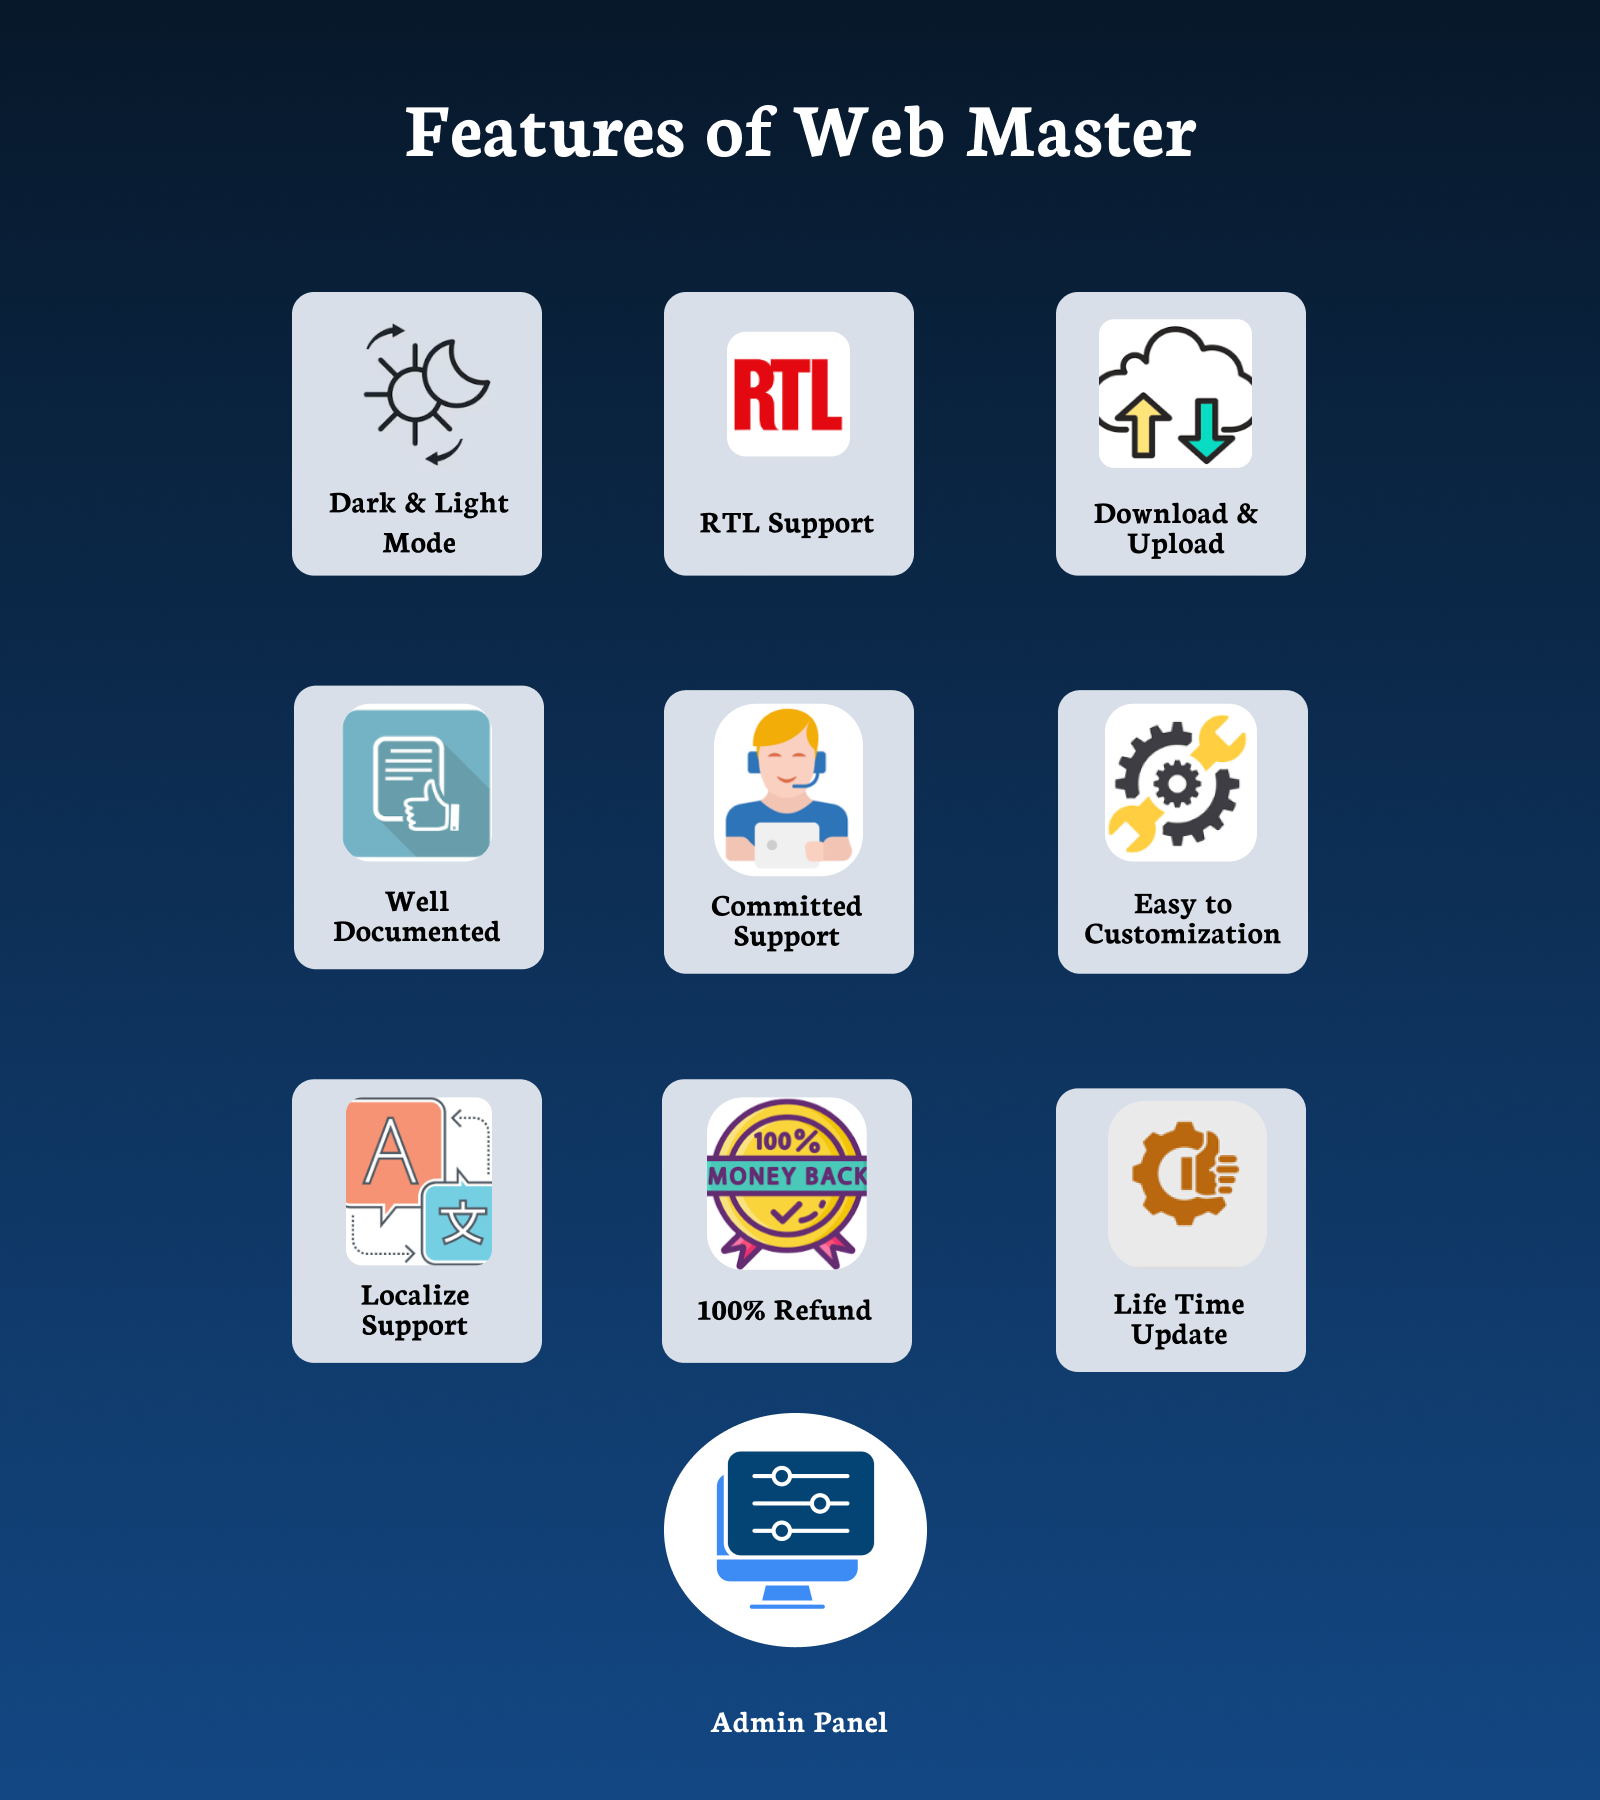 Features of Web Master
RTL
Dark & Light
Mode
RTL Support
Download &
Upload
Well
Documented
Committed
Support
Easy to
Customization
A
文
100%
MONEY BACK
Localize
Support
100% Refund
Life Time
Update
Admin Panel